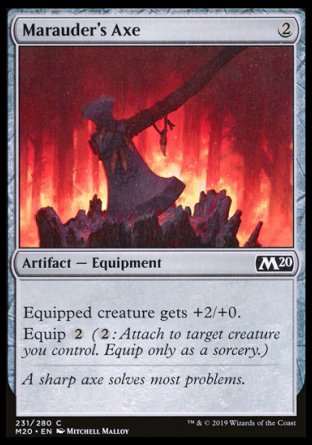 Marauder's Axe 2
Artifact — Equipment M20
Equipped creature gets +2/+0.
Equip 2 (2: Attach to target creature
you control. Equip only as a sorcery.)
A sharp axe solves most problems.
231/280 C
M20 • EN Mitchell Malloy ™ & © 2019 Wizards of the Coast